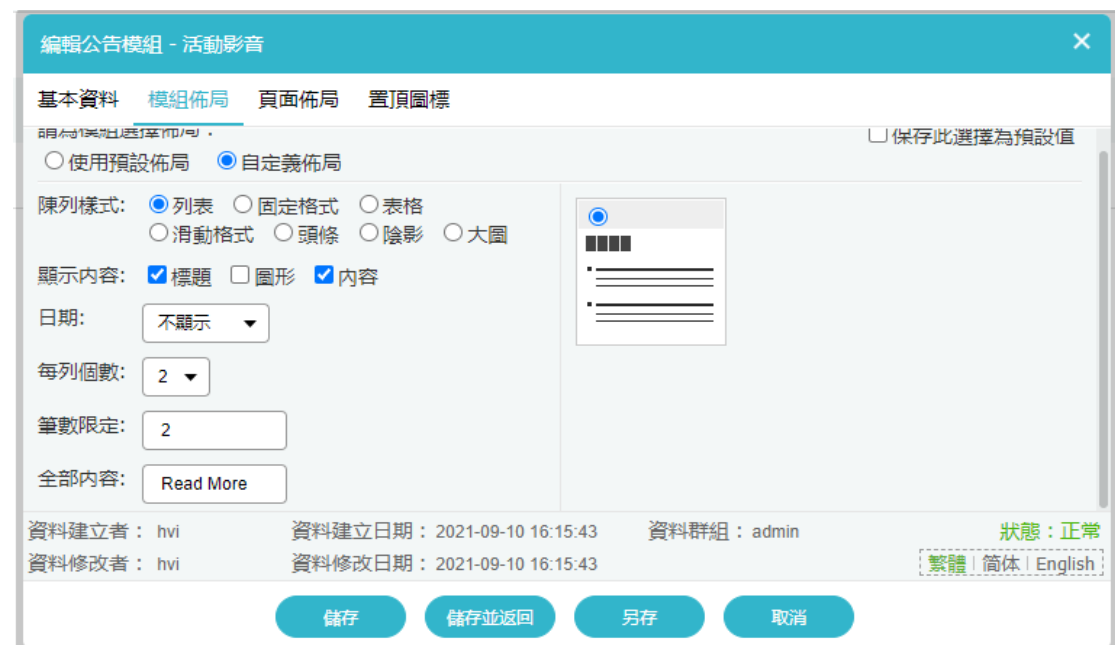 編輯公告模組 - 活動影音
基本資料 模組佈局 頁面佈局 置頂圖標
請為模組選擇佈局：
保存此選擇為預設值
使用預設佈局 自定義佈局
陳列樣式: 列表 固定格式 表格
滑動格式 頭條 陰影 大圖
顯示內容: 標題 圖形 內容
日期: 不顯示
每列個數: 2
筆數限定: 2
全部內容: Read More
資料建立者： hvi 資料建立日期：2021-09-10 16:15:43 資料群組：admin 狀態：正常
資料修改者： hvi 資料修改日期：2021-09-10 16:15:43 繁體 简体 English
儲存 儲存並返回 另存 取消